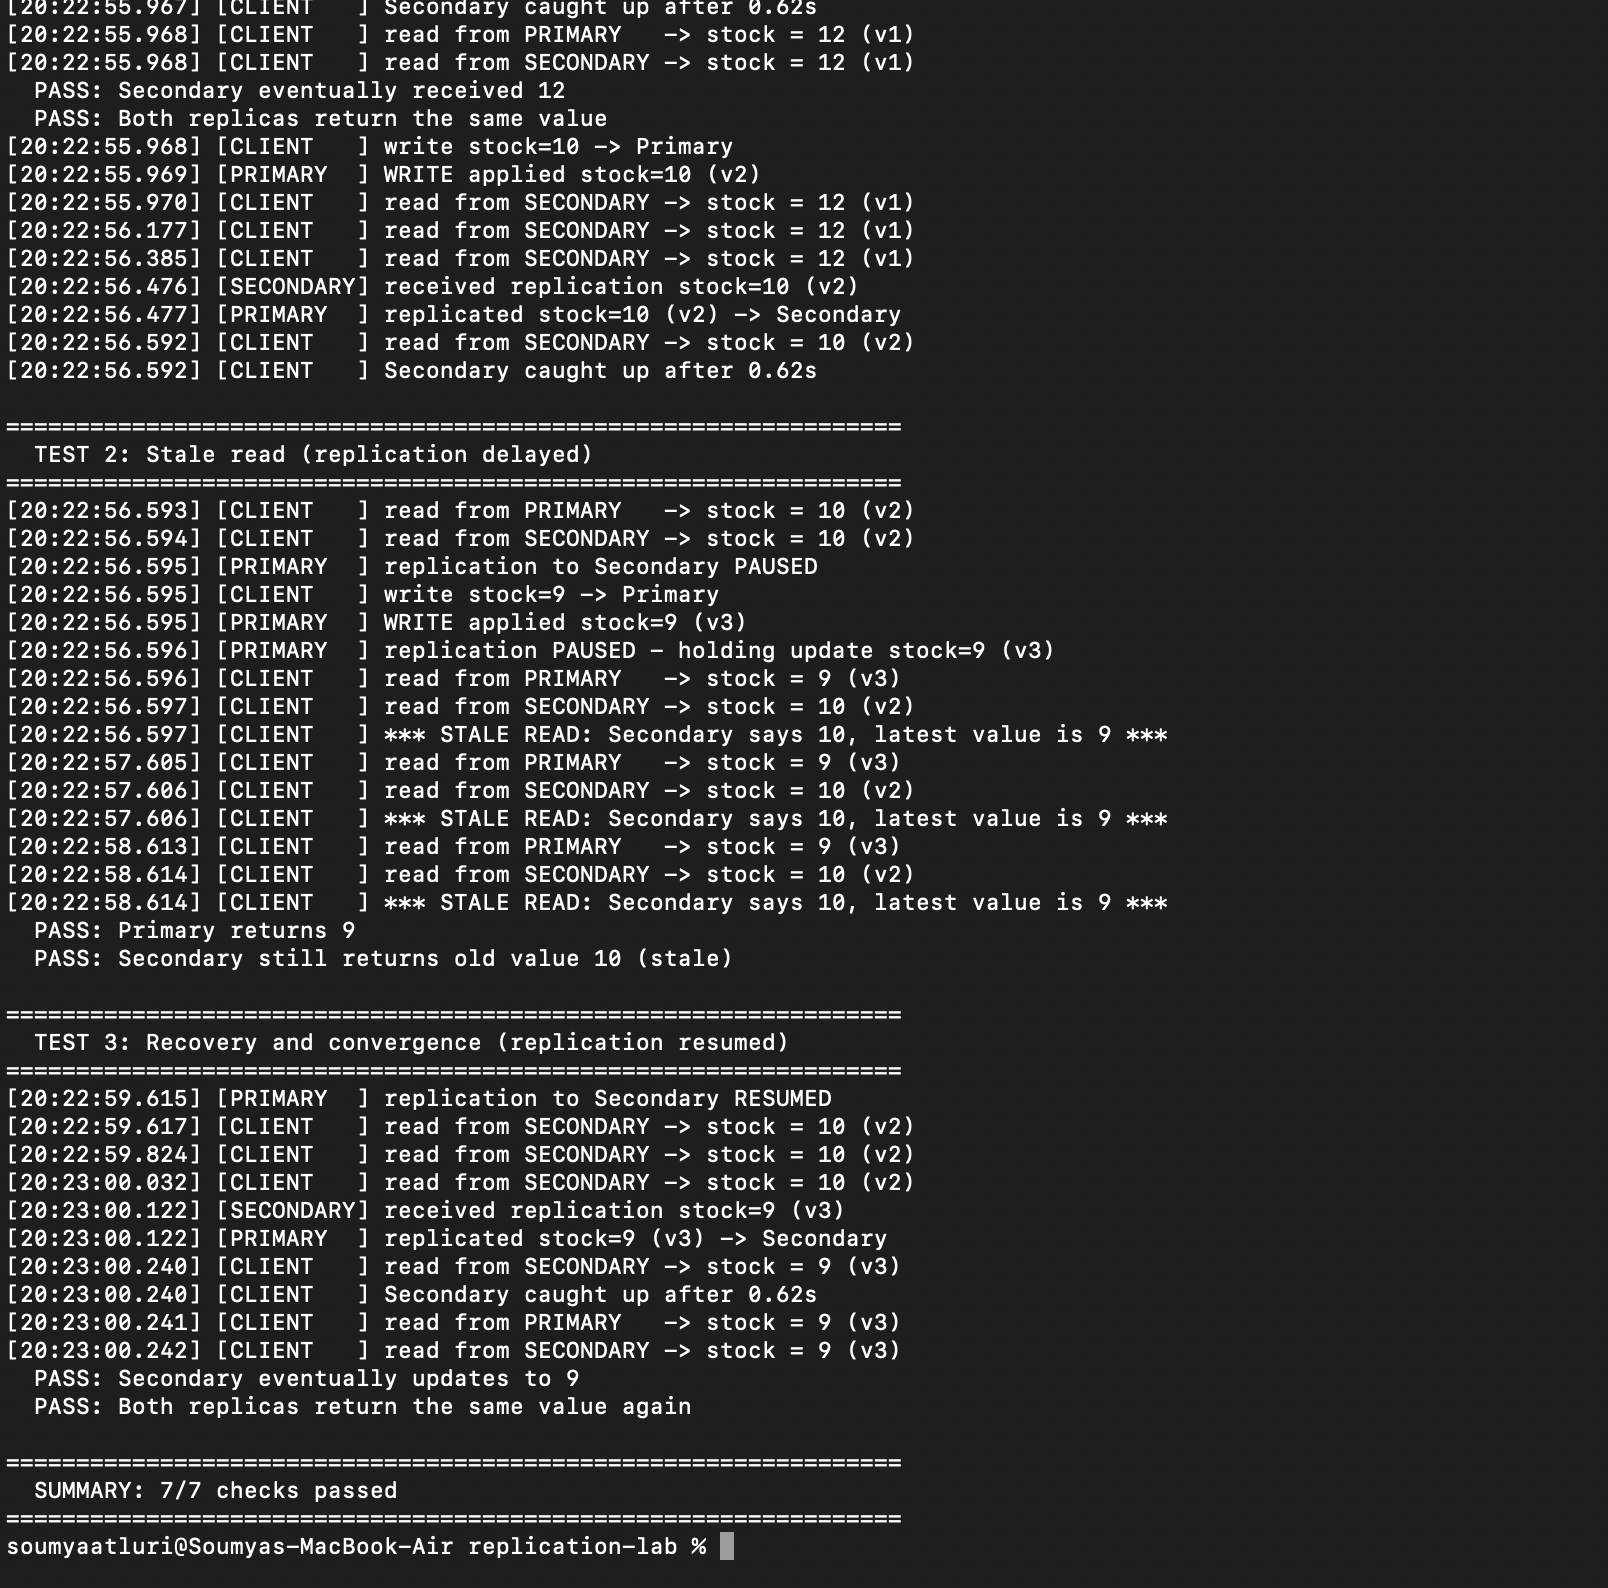 [20:22:55.967] [CLIENT   ] Secondary caught up after 0.62s
[20:22:55.968] [CLIENT   ] read from PRIMARY   -> stock = 12 (v1)
[20:22:55.968] [CLIENT   ] read from SECONDARY -> stock = 12 (v1)
  PASS: Secondary eventually received 12
  PASS: Both replicas return the same value
[20:22:55.968] [CLIENT   ] write stock=10 -> Primary
[20:22:55.969] [PRIMARY  ] WRITE applied stock=10 (v2)
[20:22:55.970] [CLIENT   ] read from SECONDARY -> stock = 12 (v1)
[20:22:56.177] [CLIENT   ] read from SECONDARY -> stock = 12 (v1)
[20:22:56.385] [CLIENT   ] read from SECONDARY -> stock = 12 (v1)
[20:22:56.476] [SECONDARY] received replication stock=10 (v2)
[20:22:56.477] [PRIMARY  ] replicated stock=10 (v2) -> Secondary
[20:22:56.592] [CLIENT   ] read from SECONDARY -> stock = 10 (v2)
[20:22:56.592] [CLIENT   ] Secondary caught up after 0.62s
================================================================
  TEST 2: Stale read (replication delayed)
================================================================
[20:22:56.593] [CLIENT   ] read from PRIMARY   -> stock = 10 (v2)
[20:22:56.594] [CLIENT   ] read from SECONDARY -> stock = 10 (v2)
[20:22:56.595] [PRIMARY  ] replication to Secondary PAUSED
[20:22:56.595] [CLIENT   ] write stock=9 -> Primary
[20:22:56.595] [PRIMARY  ] WRITE applied stock=9 (v3)
[20:22:56.596] [PRIMARY  ] replication PAUSED - holding update stock=9 (v3)
[20:22:56.596] [CLIENT   ] read from PRIMARY   -> stock = 9 (v3)
[20:22:56.597] [CLIENT   ] read from SECONDARY -> stock = 10 (v2)
[20:22:56.597] [CLIENT   ] *** STALE READ: Secondary says 10, latest value is 9 ***
[20:22:57.605] [CLIENT   ] read from PRIMARY   -> stock = 9 (v3)
[20:22:57.606] [CLIENT   ] read from SECONDARY -> stock = 10 (v2)
[20:22:57.606] [CLIENT   ] *** STALE READ: Secondary says 10, latest value is 9 ***
[20:22:58.613] [CLIENT   ] read from PRIMARY   -> stock = 9 (v3)
[20:22:58.614] [CLIENT   ] read from SECONDARY -> stock = 10 (v2)
[20:22:58.614] [CLIENT   ] *** STALE READ: Secondary says 10, latest value is 9 ***
  PASS: Primary returns 9
  PASS: Secondary still returns old value 10 (stale)
================================================================
  TEST 3: Recovery and convergence (replication resumed)
================================================================
[20:22:59.615] [PRIMARY  ] replication to Secondary RESUMED
[20:22:59.617] [CLIENT   ] read from SECONDARY -> stock = 10 (v2)
[20:22:59.824] [CLIENT   ] read from SECONDARY -> stock = 10 (v2)
[20:23:00.032] [CLIENT   ] read from SECONDARY -> stock = 10 (v2)
[20:23:00.122] [SECONDARY] received replication stock=9 (v3)
[20:23:00.122] [PRIMARY  ] replicated stock=9 (v3) -> Secondary
[20:23:00.240] [CLIENT   ] read from SECONDARY -> stock = 9 (v3)
[20:23:00.240] [CLIENT   ] Secondary caught up after 0.62s
[20:23:00.241] [CLIENT   ] read from PRIMARY   -> stock = 9 (v3)
[20:23:00.242] [CLIENT   ] read from SECONDARY -> stock = 9 (v3)
  PASS: Secondary eventually updates to 9
  PASS: Both replicas return the same value again
================================================================
  SUMMARY: 7/7 checks passed
================================================================
soumyaatluri@Soumyas-MacBook-Air replication-lab %